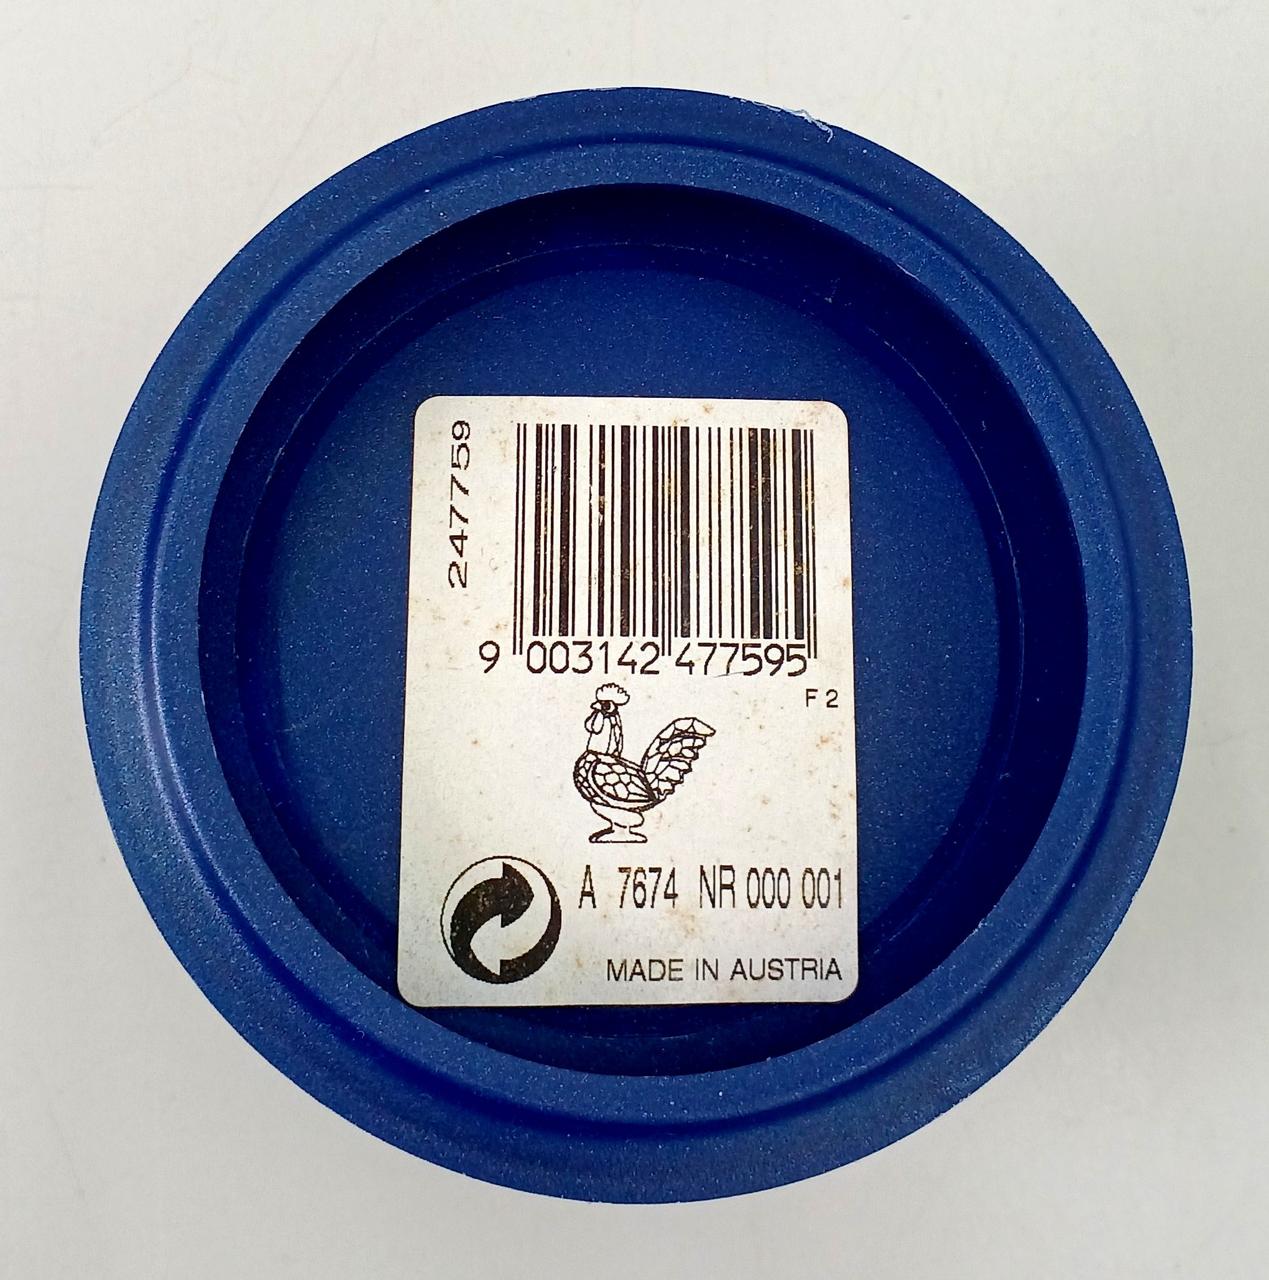 247759
9 003142 477595
F 2
A 7674 NR 000 001
MADE IN AUSTRIA